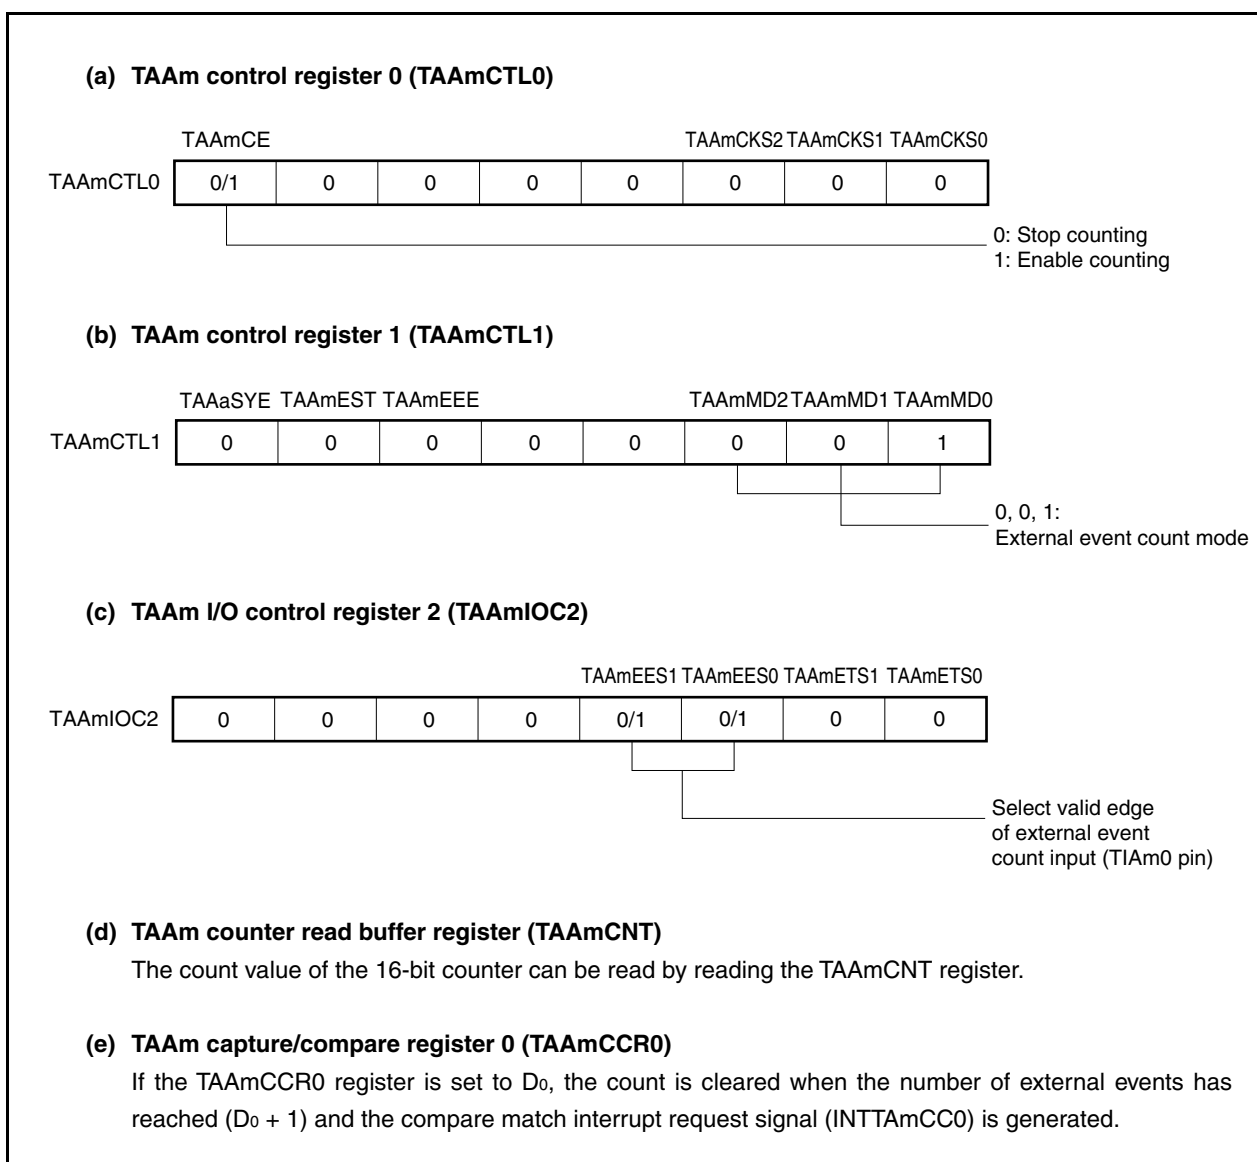 (a) TAAm control register 0 (TAAmCTL0)
TAAmCE TAAmCKS2 TAAmCKS1 TAAmCKS0
TAAmCTL0 0/1 0 0 0 0 0 0 0
0: Stop counting
1: Enable counting
(b) TAAm control register 1 (TAAmCTL1)
TAAaSYE TAAmEST TAAmEEE TAAmMD2 TAAmMD1 TAAmMD0
TAAmCTL1 0 0 0 0 0 0 0 1
0, 0, 1:
External event count mode
(c) TAAm I/O control register 2 (TAAmIOC2)
TAAmEES1 TAAmEES0 TAAmETS1 TAAmETS0
TAAmIOC2 0 0 0 0 0/1 0/1 0 0
Select valid edge
of external event
count input (TIAm0 pin)
(d) TAAm counter read buffer register (TAAmCNT)
The count value of the 16-bit counter can be read by reading the TAAmCNT register.
(e) TAAm capture/compare register 0 (TAAmCCR0)
If the TAAmCCR0 register is set to D0, the count is cleared when the number of external events has
reached (D0 + 1) and the compare match interrupt request signal (INTTAmCC0) is generated.